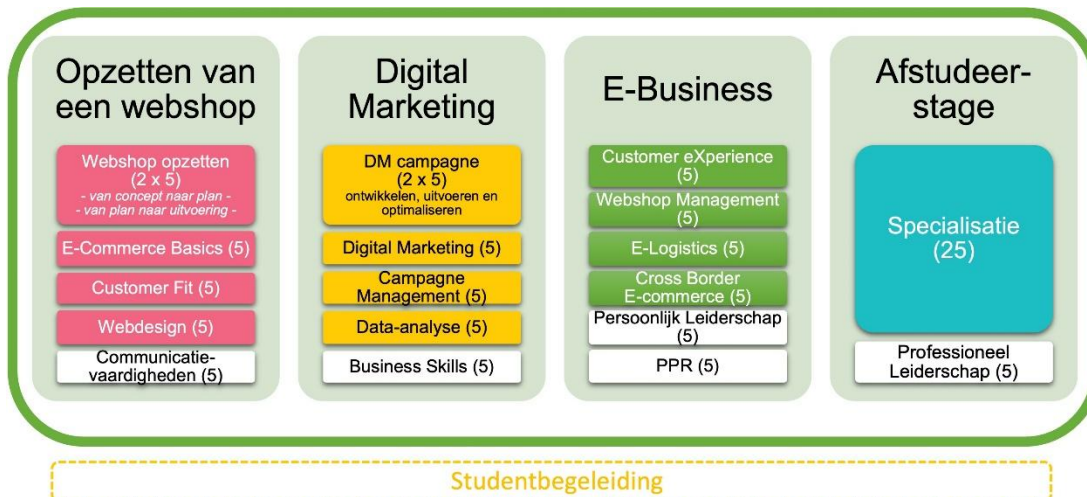 Opzetten van
een webshop
Webshop opzetten
(2 x 5)
- van concept naar plan -
- van plan naar uitvoering -
E-Commerce Basics (5)
Customer Fit (5)
Webdesign (5)
Communicatie-
vaardigheden (5)
Digital
Marketing
DM campagne
(2 x 5)
ontwikkelen, uitvoeren en
optimaliseren
Digital Marketing (5)
Campagne
Management (5)
Data-analyse (5)
Business Skills (5)
E-Business
Customer eXperience
(5)
Webshop Management
(5)
E-Logistics (5)
Cross Border
E-commerce (5)
Persoonlijk Leiderschap
(5)
PPR (5)
Afstudeer-
stage
Specialisatie
(25)
Professioneel
Leiderschap (5)
Studentbegeleiding